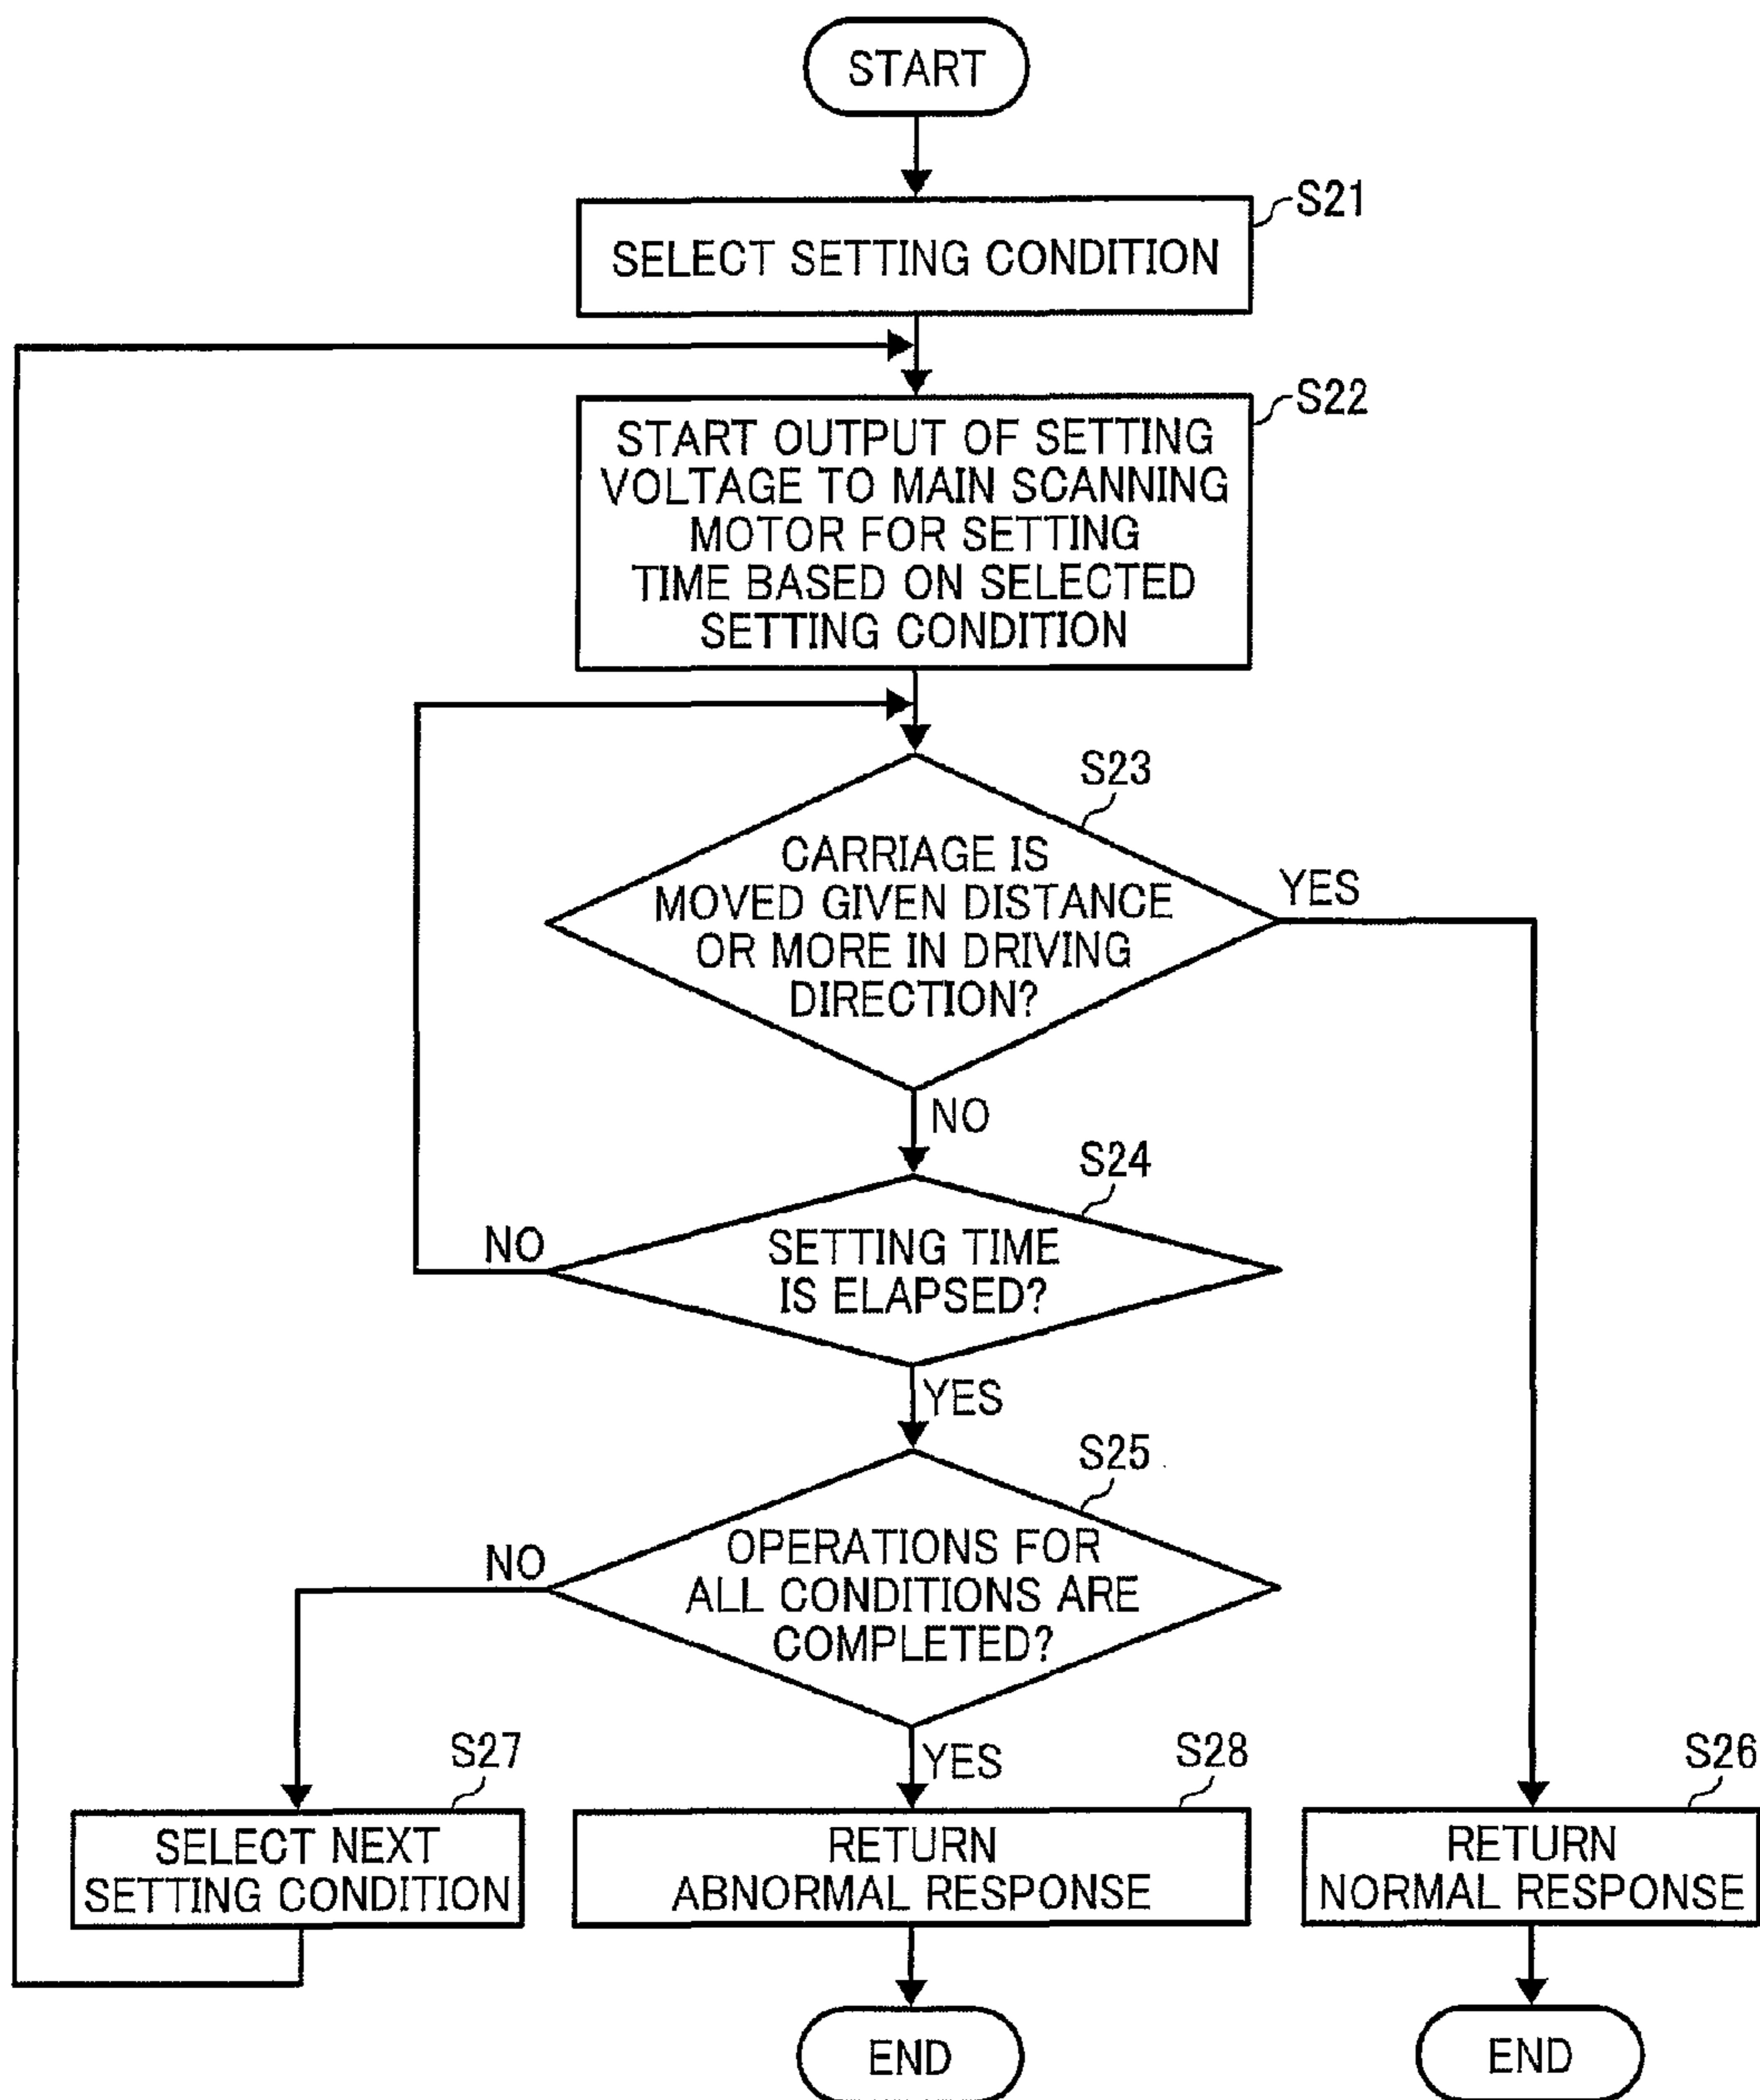 START
S21
SELECT SETTING CONDITION
S22
START OUTPUT OF SETTING
VOLTAGE TO MAIN SCANNING
MOTOR FOR SETTING
TIME BASED ON SELECTED
SETTING CONDITION
S23
CARRIAGE IS
MOVED GIVEN DISTANCE
OR MORE IN DRIVING
DIRECTION?
YES
NO
S24
NO
SETTING TIME
IS ELAPSED?
YES
S25
NO
OPERATIONS FOR
ALL CONDITIONS ARE
COMPLETED?
YES
S27
SELECT NEXT
SETTING CONDITION
S28
RETURN
ABNORMAL RESPONSE
S26
RETURN
NORMAL RESPONSE
END
END